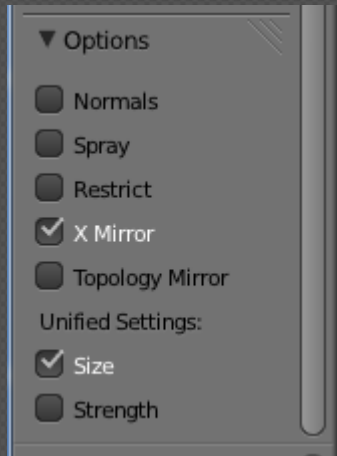 Options
Normals
Spray
Restrict
X Mirror
Topology Mirror
Unified Settings:
Size
Strength